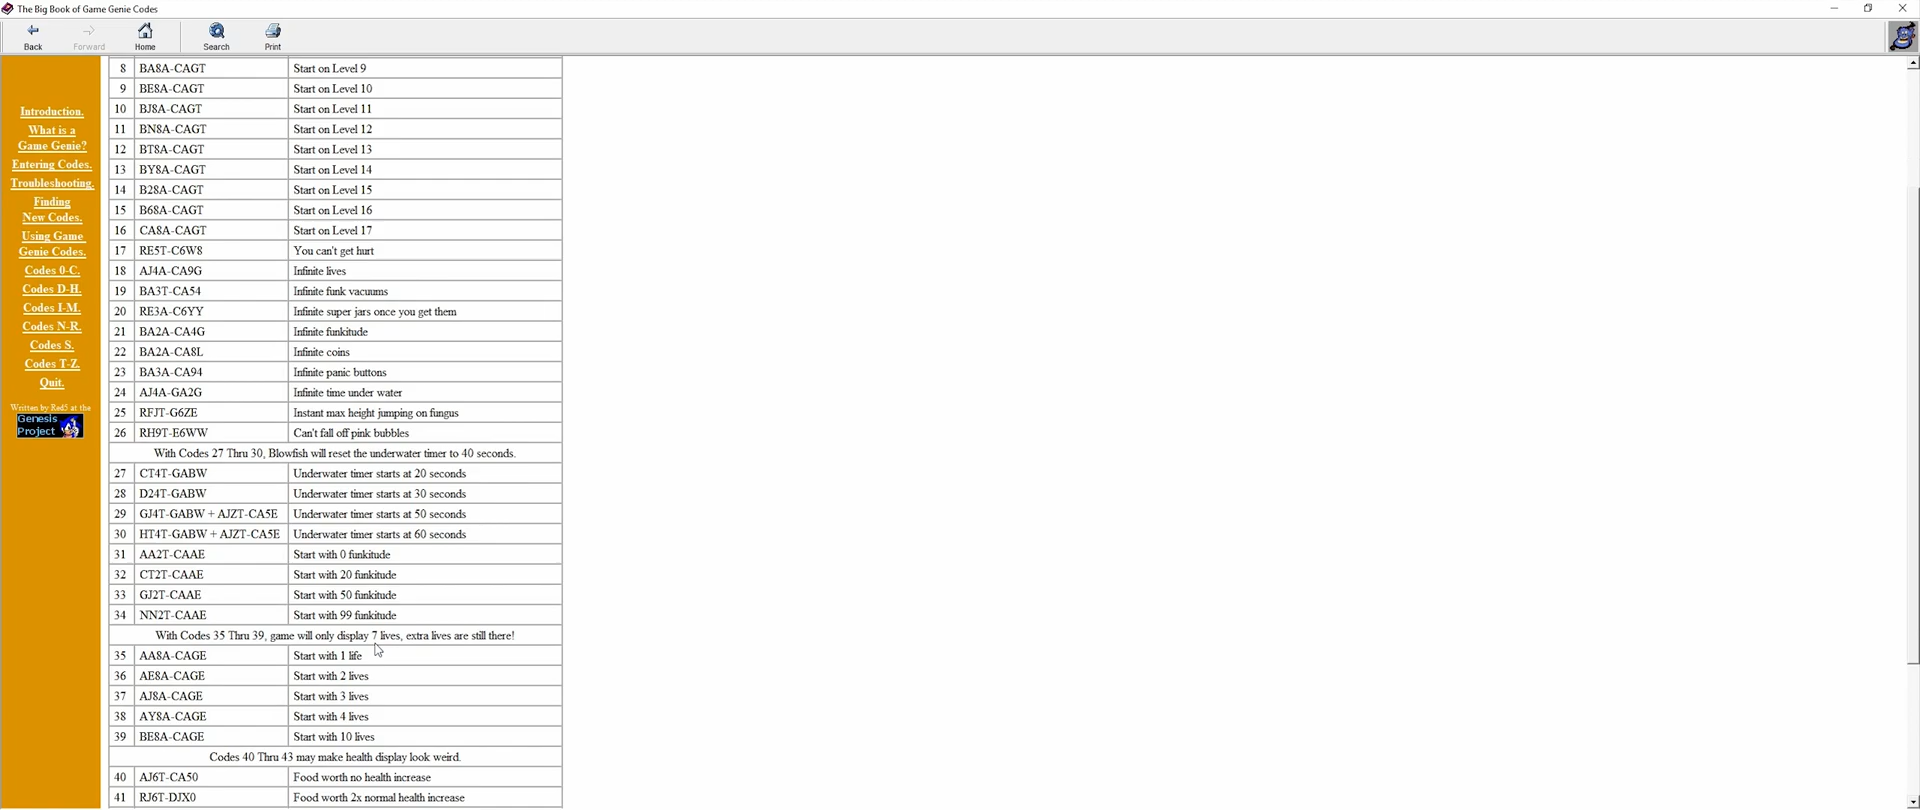 The Big Book of Game Genie Codes
Back Forward Home Search Print
Introduction.
What is a
Game Genie?
Entering Codes.
Troubleshooting.
Finding
New Codes.
Using Game
Genie Codes.
Codes 0-C.
Codes D-H.
Codes I-M.
Codes N-R.
Codes S.
Codes T-Z.
Quit.
Written by Red5 at the
Genesis
Project
8 BA8A-CAGT Start on Level 9
9 BE8A-CAGT Start on Level 10
10 BJ8A-CAGT Start on Level 11
11 BN8A-CAGT Start on Level 12
12 BT8A-CAGT Start on Level 13
13 BY8A-CAGT Start on Level 14
14 B28A-CAGT Start on Level 15
15 B68A-CAGT Start on Level 16
16 CA8A-CAGT Start on Level 17
17 RE5T-C6W8 You can't get hurt
18 AJ4A-CA9G Infinite lives
19 BA3T-CA54 Infinite funk vacuums
20 RE3A-C6YY Infinite super jars once you get them
21 BA2A-CA4G Infinite funkitude
22 BA2A-CA8L Infinite coins
23 BA3A-CA94 Infinite panic buttons
24 AJ4A-GA2G Infinite time under water
25 RFJT-G6ZE Instant max height jumping on fungus
26 RH9T-E6WW Can't fall off pink bubbles
With Codes 27 Thru 30, Blowfish will reset the underwater timer to 40 seconds.
27 CT4T-GABW Underwater timer starts at 20 seconds
28 D24T-GABW Underwater timer starts at 30 seconds
29 GJ4T-GABW + AJZT-CA5E Underwater timer starts at 50 seconds
30 HT4T-GABW + AJZT-CA5E Underwater timer starts at 60 seconds
31 AA2T-CAAE Start with 0 funkitude
32 CT2T-CAAE Start with 20 funkitude
33 GJ2T-CAAE Start with 50 funkitude
34 NN2T-CAAE Start with 99 funkitude
With Codes 35 Thru 39, game will only display 7 lives, extra lives are still there!
35 AA8A-CAGE Start with 1 life
36 AE8A-CAGE Start with 2 lives
37 AJ8A-CAGE Start with 3 lives
38 AY8A-CAGE Start with 4 lives
39 BE8A-CAGE Start with 10 lives
Codes 40 Thru 43 may make health display look weird.
40 AJ6T-CA50 Food worth no health increase
41 RJ6T-DJX0 Food worth 2x normal health increase